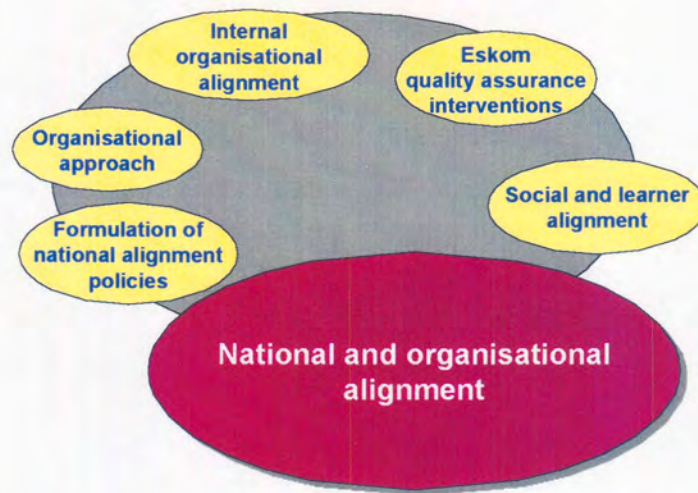 Internal
organisational
alignment
Eskom
quality assurance
interventions
Organisational
approach
Social and learner
alignment
Formulation of
national alignment
policies
National and organisational
alignment